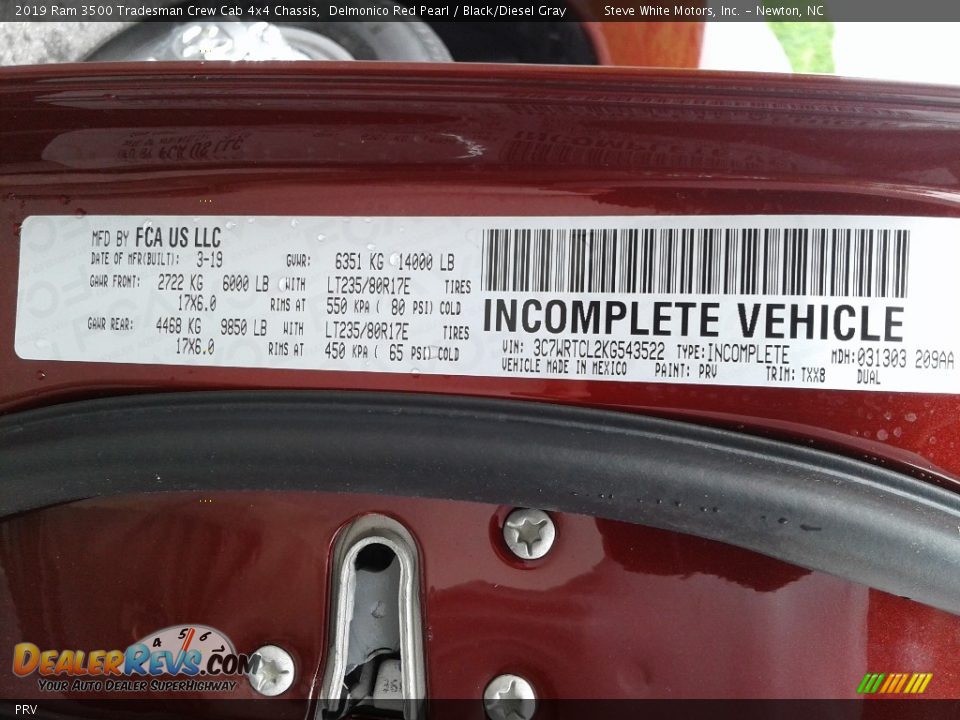 2019 Ram 3500 Tradesman Crew Cab 4x4 Chassis, Delmonico Red Pearl / Black/Diesel Gray Steve White Motors, Inc. – Newton, NC
MFD BY FCA US LLC
DATE OF MFR(BUILT): 3-19 GVWR: 6351 KG 14000 LB
GAWR FRONT: 2722 KG 6000 LB WITH LT235/80R17E TIRES
17X6.0 RIMS AT 550 KPA ( 80 PSI) COLD
GAWR REAR: 4468 KG 9850 LB WITH LT235/80R17E TIRES
17X6.0 RIMS AT 450 KPA ( 65 PSI) COLD
INCOMPLETE VEHICLE
VIN: 3C7WRTCL2KG543522 TYPE: INCOMPLETE MDH: 031303 209AA
VEHICLE MADE IN MEXICO PAINT: PRV TRIM: TXX8 DUAL
4 5 6
DEALERREVS.COM
YOUR AUTO DEALER SUPERHIGHWAY
PRV